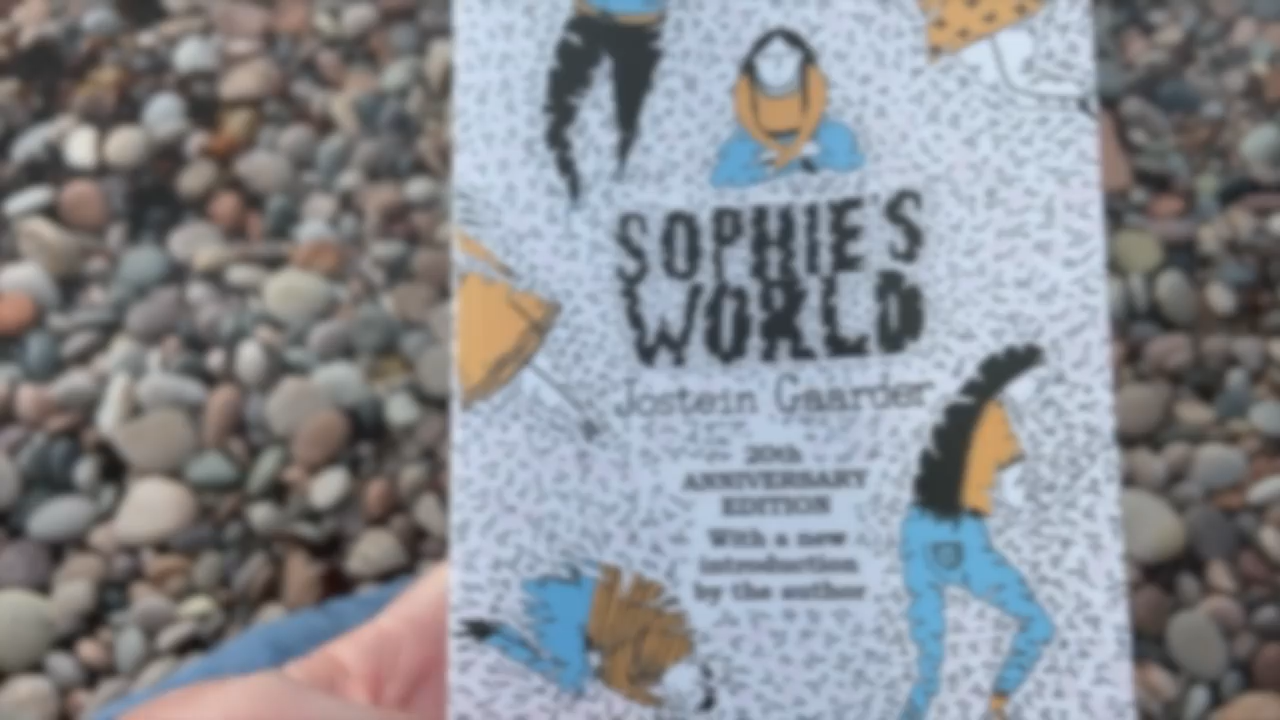 SOPHIE'S
WORLD
Jostein Gaarder
20th
ANNIVERSARY
EDITION
With a new
introduction
by the author